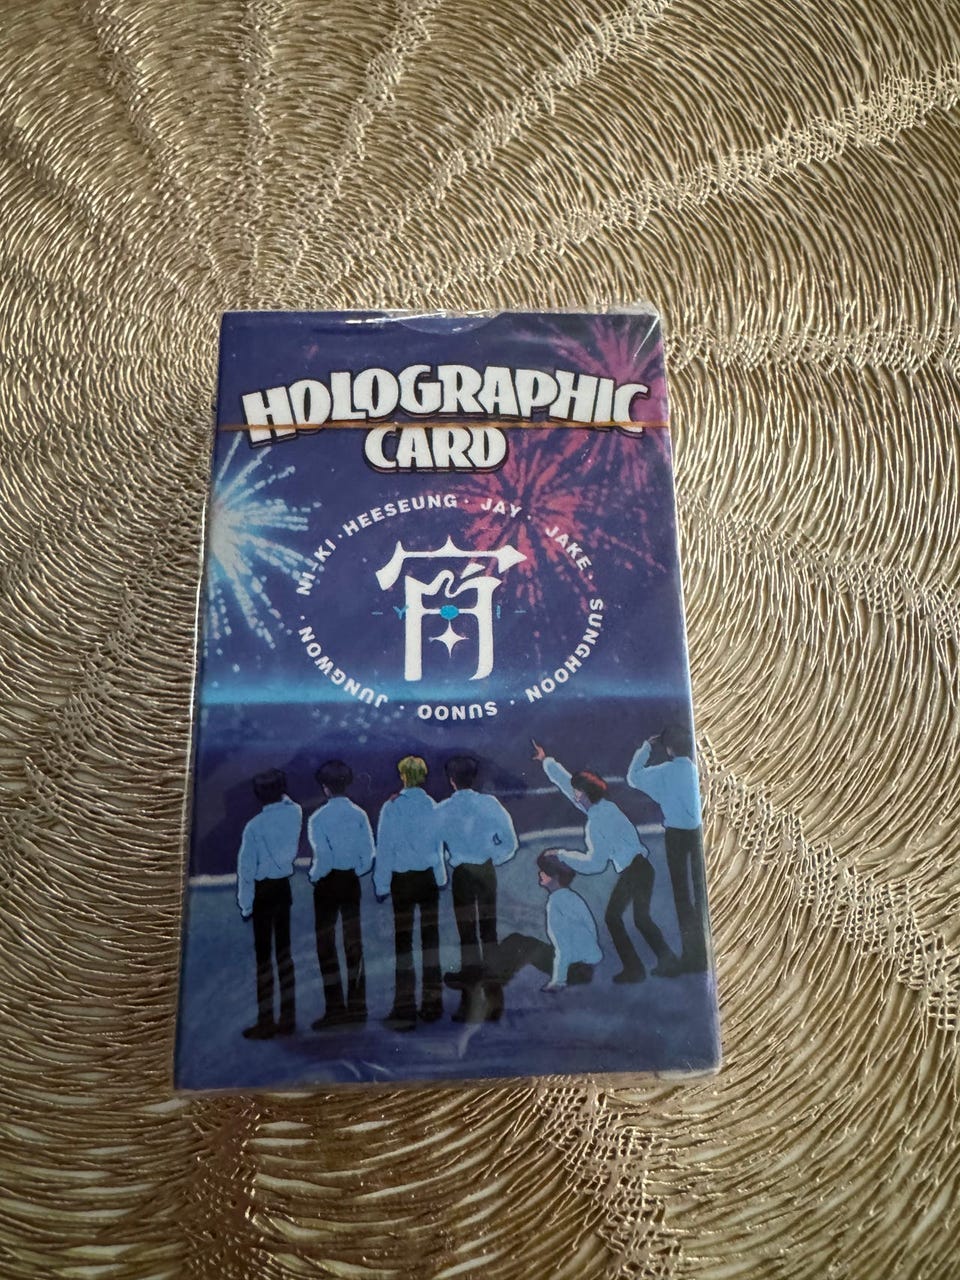 HOLOGRAPHIC
CARD
HEESEUNG · JAY · JAKE · SUNGHOON · SUNOO · JUNGWON · NI-KI ·